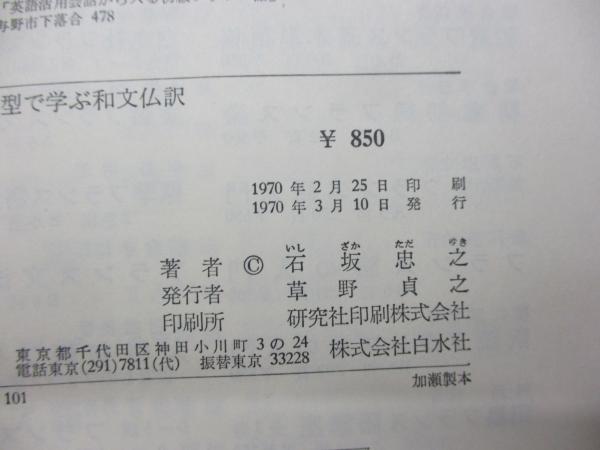 「英語活用会話から入る
与野市下落合 478
型で学ぶ和文仏訳
¥ 850
1970 年 2 月 25 日 印 刷
1970 年 3 月 10 日 発 行
いし ざか ただ ゆき
著 者 © 石 坂 忠 之
発行者 草 野 貞 之
印刷所 研究社印刷株式会社
東京都千代田区神田小川町 3 の 24
電話東京(291)7811(代) 振替東京 33228
株式会社白水社
101
加瀬製本